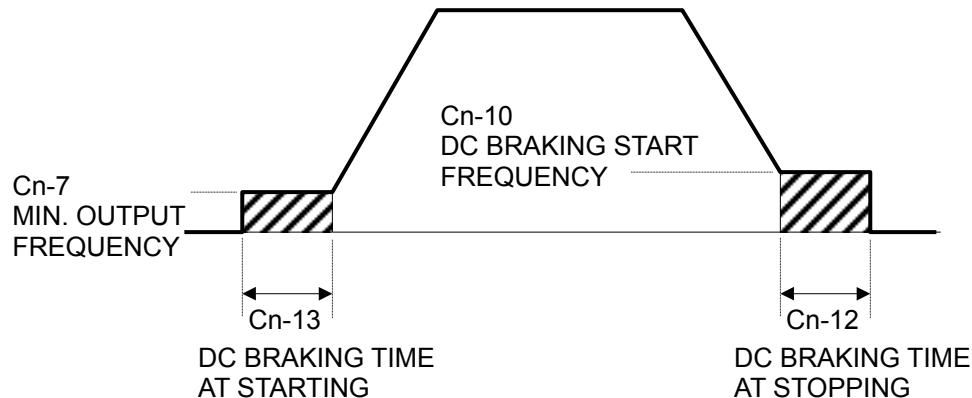 Cn-10
DC BRAKING START
FREQUENCY
Cn-7
MIN. OUTPUT
FREQUENCY
Cn-13
DC BRAKING TIME
AT STARTING
Cn-12
DC BRAKING TIME
AT STOPPING